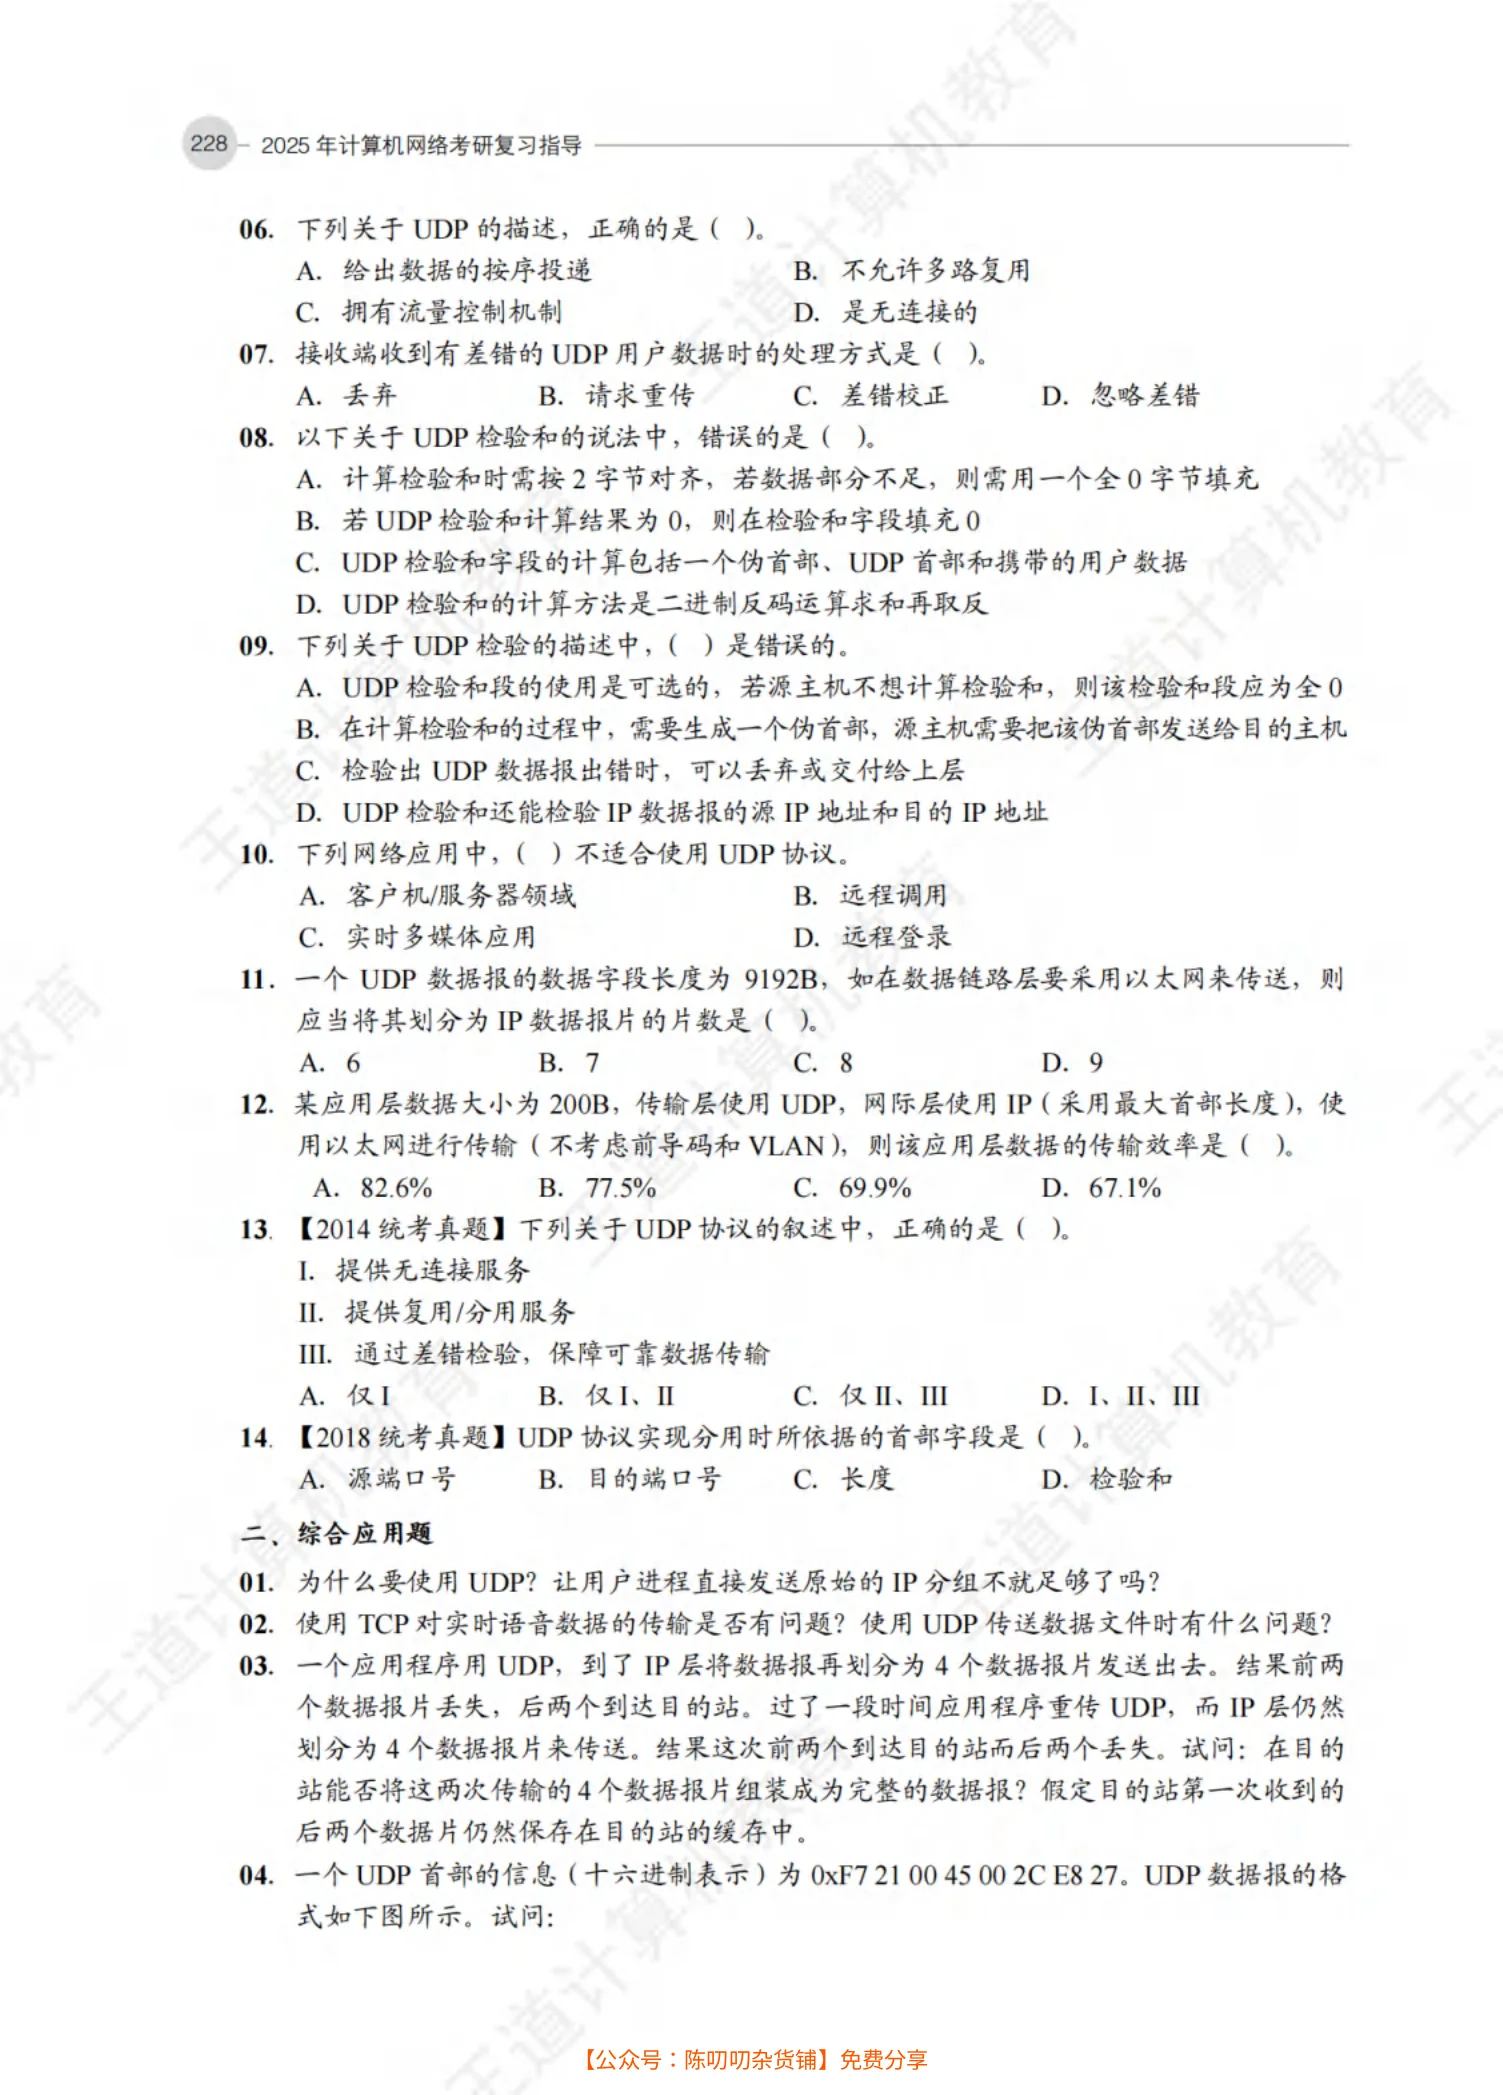 228 2025 年计算机网络考研复习指导
06. 下列关于 UDP 的描述，正确的是（ ）。
A. 给出数据的按序投递 B. 不允许多路复用
C. 拥有流量控制机制 D. 是无连接的
07. 接收端收到有差错的 UDP 用户数据时的处理方式是（ ）。
A. 丢弃 B. 请求重传 C. 差错校正 D. 忽略差错
08. 以下关于 UDP 检验和的说法中，错误的是（ ）。
A. 计算检验和时需按 2 字节对齐，若数据部分不足，则需用一个全 0 字节填充
B. 若 UDP 检验和计算结果为 0，则在检验和字段填充 0
C. UDP 检验和字段的计算包括一个伪首部、UDP 首部和携带的用户数据
D. UDP 检验和的计算方法是二进制反码运算求和再取反
09. 下列关于 UDP 检验的描述中，（ ）是错误的。
A. UDP 检验和段的使用是可选的，若源主机不想计算检验和，则该检验和段应为全 0
B. 在计算检验和的过程中，需要生成一个伪首部，源主机需要把该伪首部发送给目的主机
C. 检验出 UDP 数据报出错时，可以丢弃或交付给上层
D. UDP 检验和还能检验 IP 数据报的源 IP 地址和目的 IP 地址
10. 下列网络应用中，（ ）不适合使用 UDP 协议。
A. 客户机/服务器领域 B. 远程调用
C. 实时多媒体应用 D. 远程登录
11. 一个 UDP 数据报的数据字段长度为 9192B，如在数据链路层要采用以太网来传送，则
应当将其划分为 IP 数据报片的片数是（ ）。
A. 6 B. 7 C. 8 D. 9
12. 某应用层数据大小为 200B，传输层使用 UDP，网际层使用 IP（采用最大首部长度），使
用以太网进行传输（不考虑前导码和 VLAN），则该应用层数据的传输效率是（ ）。
A. 82.6% B. 77.5% C. 69.9% D. 67.1%
13. 【2014 统考真题】下列关于 UDP 协议的叙述中，正确的是（ ）。
I. 提供无连接服务
II. 提供复用/分用服务
III. 通过差错检验，保障可靠数据传输
A. 仅 I B. 仅 I、II C. 仅 II、III D. I、II、III
14. 【2018 统考真题】UDP 协议实现分用时所依据的首部字段是（ ）。
A. 源端口号 B. 目的端口号 C. 长度 D. 检验和
二、综合应用题
01. 为什么要使用 UDP？让用户进程直接发送原始的 IP 分组不就足够了吗？
02. 使用 TCP 对实时语音数据的传输是否有问题？使用 UDP 传送数据文件时有什么问题？
03. 一个应用程序用 UDP，到了 IP 层将数据报再划分为 4 个数据报片发送出去。结果前两
个数据报片丢失，后两个到达目的站。过了一段时间应用程序重传 UDP，而 IP 层仍然
划分为 4 个数据报片来传送。结果这次前两个到达目的站而后两个丢失。试问：在目的
站能否将这两次传输的 4 个数据报片组装成为完整的数据报？假定目的站第一次收到的
后两个数据片仍然保存在目的站的缓存中。
04. 一个 UDP 首部的信息（十六进制表示）为 0xF7 21 00 45 00 2C E8 27。UDP 数据报的格
式如下图所示。试问：
【公众号：陈叨叨杂货铺】免费分享
王道计算机教育